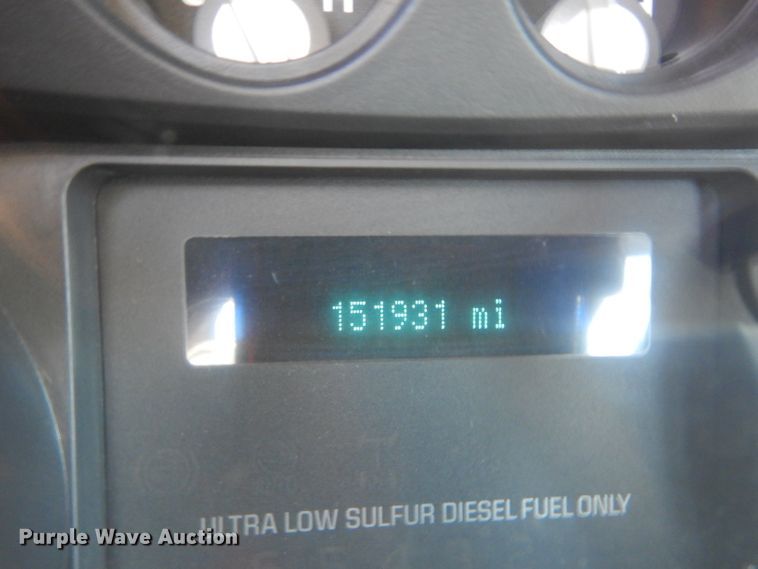 H
151931 mi
ULTRA LOW SULFUR DIESEL FUEL ONLY
Purple Wave Auction